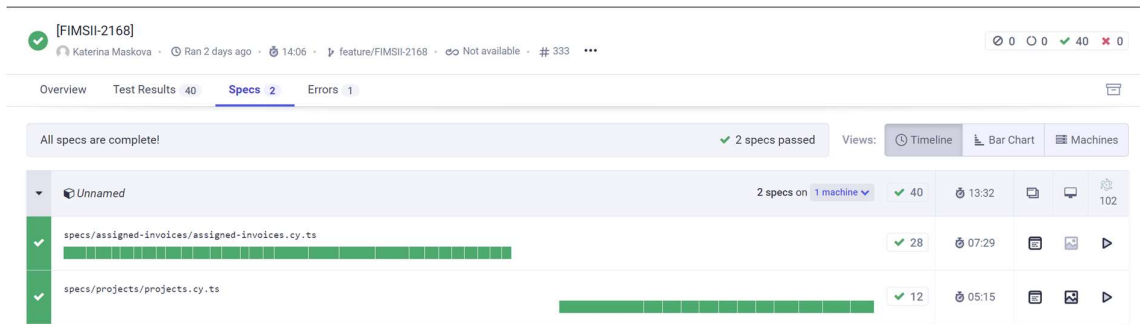 [FIMSII-2168]
Katerina Maskova · Ran 2 days ago · 14:06 · feature/FIMSII-2168 · Not available · # 333 •••
0 0 40 0
Overview Test Results 40 Specs 2 Errors 1
All specs are complete! 2 specs passed Views: Timeline Bar Chart Machines
Unnamed 2 specs on 1 machine 40 13:32 102
specs/assigned-invoices/assigned-invoices.cy.ts
28 07:29
specs/projects/projects.cy.ts
12 05:15